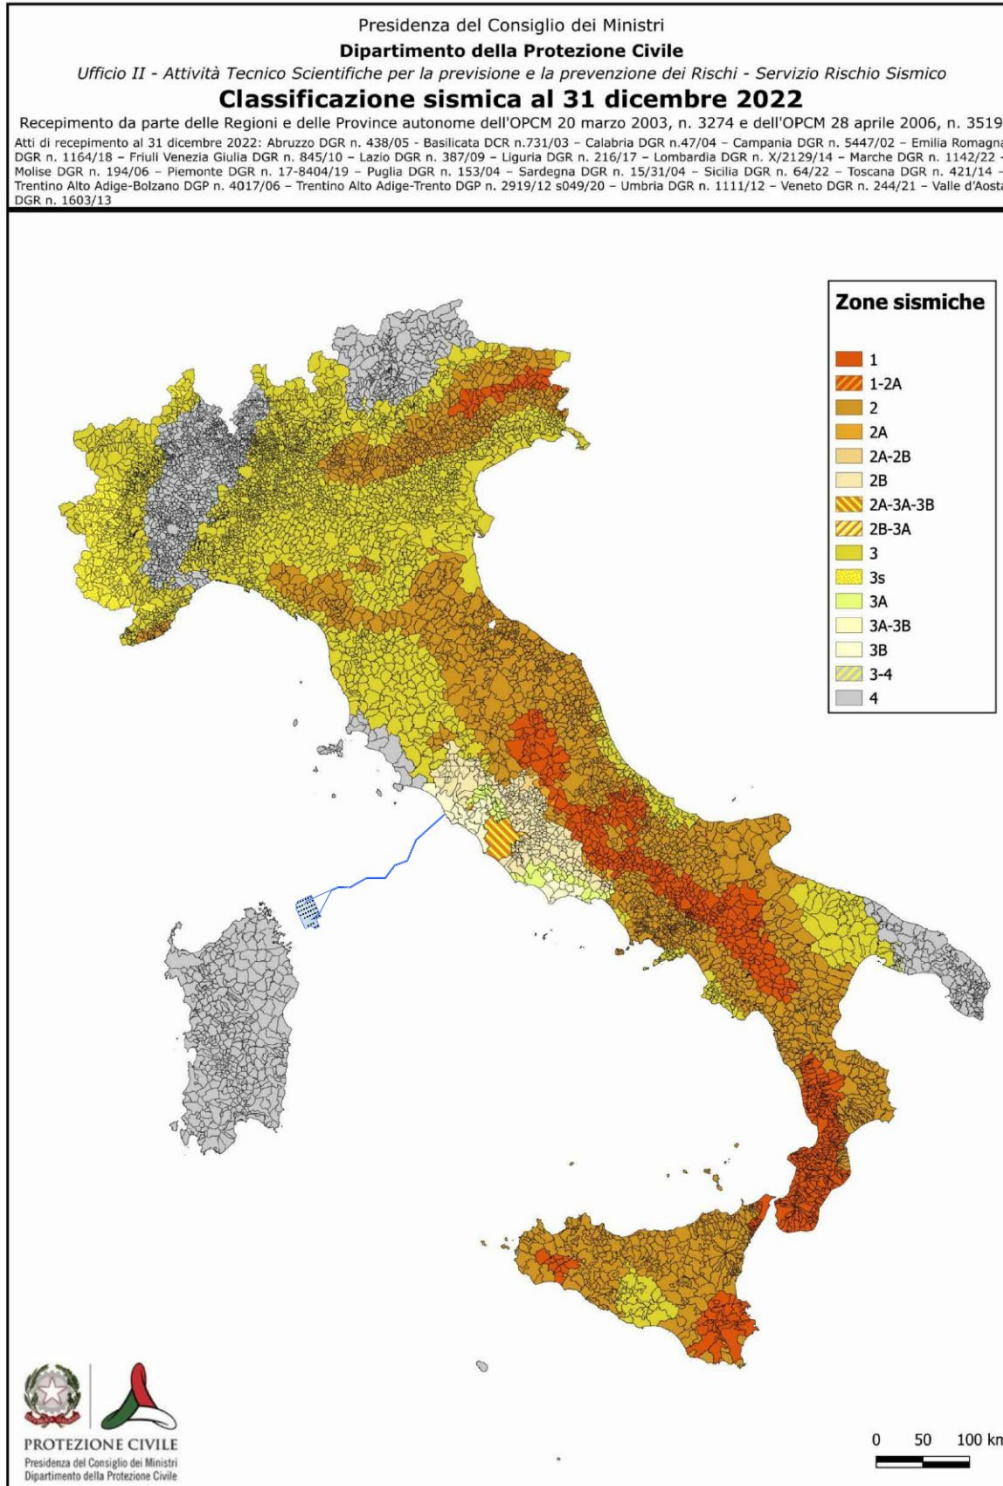 Presidenza del Consiglio dei Ministri
Dipartimento della Protezione Civile
Ufficio II - Attività Tecnico Scientifiche per la previsione e la prevenzione dei Rischi - Servizio Rischio Sismico
Classificazione sismica al 31 dicembre 2022
Recepimento da parte delle Regioni e delle Province autonome dell'OPCM 20 marzo 2003, n. 3274 e dell'OPCM 28 aprile 2006, n. 3519
Atti di recepimento al 31 dicembre 2022: Abruzzo DGR n. 438/05 - Basilicata DCR n.731/03 – Calabria DGR n.47/04 – Campania DGR n. 5447/02 – Emilia Romagna
DGR n. 1164/18 – Friuli Venezia Giulia DGR n. 845/10 – Lazio DGR n. 387/09 – Liguria DGR n. 216/17 – Lombardia DGR n. X/2129/14 – Marche DGR n. 1142/22 -
Molise DGR n. 194/06 – Piemonte DGR n. 17-8404/19 – Puglia DGR n. 153/04 – Sardegna DGR n. 15/31/04 – Sicilia DGR n. 64/22 – Toscana DGR n. 421/14 –
Trentino Alto Adige-Bolzano DGP n. 4017/06 – Trentino Alto Adige-Trento DGP n. 2919/12 s049/20 – Umbria DGR n. 1111/12 – Veneto DGR n. 244/21 – Valle d'Aosta
DGR n. 1603/13
Zone sismiche
1
1-2A
2
2A
2A-2B
2B
2A-3A-3B
2B-3A
3
3s
3A
3A-3B
3B
3-4
4
PROTEZIONE CIVILE
Presidenza del Consiglio dei Ministri
Dipartimento della Protezione Civile
0 50 100 km